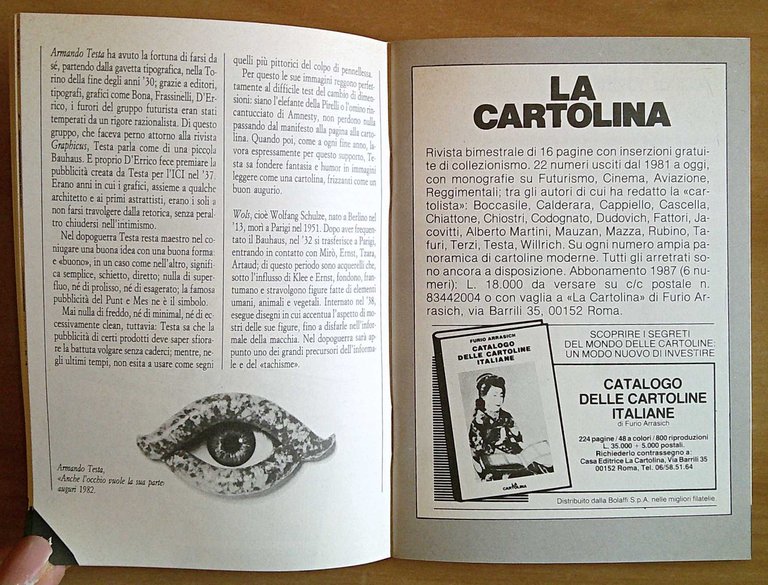 Armando Testa ha avuto la fortuna di farsi da
sé, partendo dalla gavetta tipografica, nella To-
rino della fine degli anni '30; grazie a editori,
tipografi, grafici come Bona, Frassinelli, D'Er-
rico, i furori del gruppo futurista eran stati
temperati da un rigore razionalista. Di questo
gruppo, che faceva perno attorno alla rivista
Graphicus, Testa parla come di una piccola
Bauhaus. E proprio D'Errico fece premiare la
pubblicità creata da Testa per l'ICI nel '37.
Erano anni in cui i grafici, assieme a qualche
architetto e ai primi astrattisti, erano i soli a
non farsi travolgere dalla retorica, senza peral
tro chiudersi nell'intimismo.
Nel dopoguerra Testa resta maestro nel co-
niugare una buona idea con una buona forma
e «buono», in un caso come nell'altro, signifi-
ca semplice, schietto, diretto; nulla di superfluo,
né di prolisso, né di esagerato; la famosa
pubblicità del Punt e Mes ne è il simbolo.
Mai nulla di freddo, né di minimal, né di ec-
cessivamente clean, tuttavia: Testa sa che la
pubblicità di certi prodotti deve saper sfiora-
re la battuta volgare senza caderci; mentre, ne-
gli ultimi tempi, non esita a usare come segni
quelli più pittorici del colpo di pennellessa.
Per questo le sue immagini reggono perfet-
tamente al difficile test del cambio di dimen-
sioni: siano l'elefante della Pirelli o l'omino rin-
cantucciato di Amnesty, non perdono nulla
passando dal manifesto alla pagina alla carto-
lina. Quando poi, come a ogni fine anno, la-
vora espressamente per questo supporto, Te-
sta sa fondere fantasia e humor in immagini
leggere come una cartolina, frizzanti come un
buon augurio.
Wols, cioè Wolfang Schulze, nato a Berlino nel
'13, morì a Parigi nel 1951. Dopo aver frequen-
tato il Bauhaus, nel '32 si trasferisce a Parigi,
entrando in contatto con Mirò, Ernst, Tzara,
Artaud; di questo periodo sono acquerelli che,
sotto l'influsso di Klee e Ernst, fondono, fran-
tumano e stravolgono figure fatte di elementi
umani, animali e vegetali. Internato nel '38,
esegue disegni in cui accentua l'aspetto di mo-
stri delle sue figure, fino a disfarle nell'infor-
male della macchia. Nel dopoguerra sarà ap-
punto uno dei grandi precursori dell'informa-
le e del «tachisme».
Armando Testa,
«Anche l'occhio vuole la sua parte»
auguri 1982.
LA
CARTOLINA
Rivista bimestrale di 16 pagine con inserzioni gratui-
te di collezionismo. 22 numeri usciti dal 1981 a oggi,
con monografie su Futurismo, Cinema, Aviazione,
Reggimentali; tra gli autori di cui ha redatto la «car-
tolista»: Boccasile, Calderara, Cappiello, Cascella,
Chiattone, Chiostri, Codognato, Dudovich, Fattori, Ja-
covitti, Alberto Martini, Mauzan, Mazza, Rubino, Ta-
furi, Terzi, Testa, Willrich. Su ogni numero ampia pa-
noramica di cartoline moderne. Tutti gli arretrati so-
no ancora a disposizione. Abbonamento 1987 (6 nu-
meri): L. 18.000 da versare su c/c postale n.
83442004 o con vaglia a «La Cartolina» di Furio Ar-
rasich, via Barrili 35, 00152 Roma.
FURIO ARRASICH
CATALOGO
DELLE CARTOLINE
ITALIANE
LA
CARTOLINA
SCOPRIRE I SEGRETI
DEL MONDO DELLE CARTOLINE:
UN MODO NUOVO DI INVESTIRE
CATALOGO
DELLE CARTOLINE
ITALIANE
di Furio Arrasich
224 pagine / 48 a colori / 800 riproduzioni
L. 35.000 + 5.000 postali.
Richiederlo contrassegno a:
Casa Editrice La Cartolina, Via Barrili 35
00152 Roma, Tel. 06/58.51.64
Distribuito dalla Bolaffi S.p.A. nelle migliori filatelie.